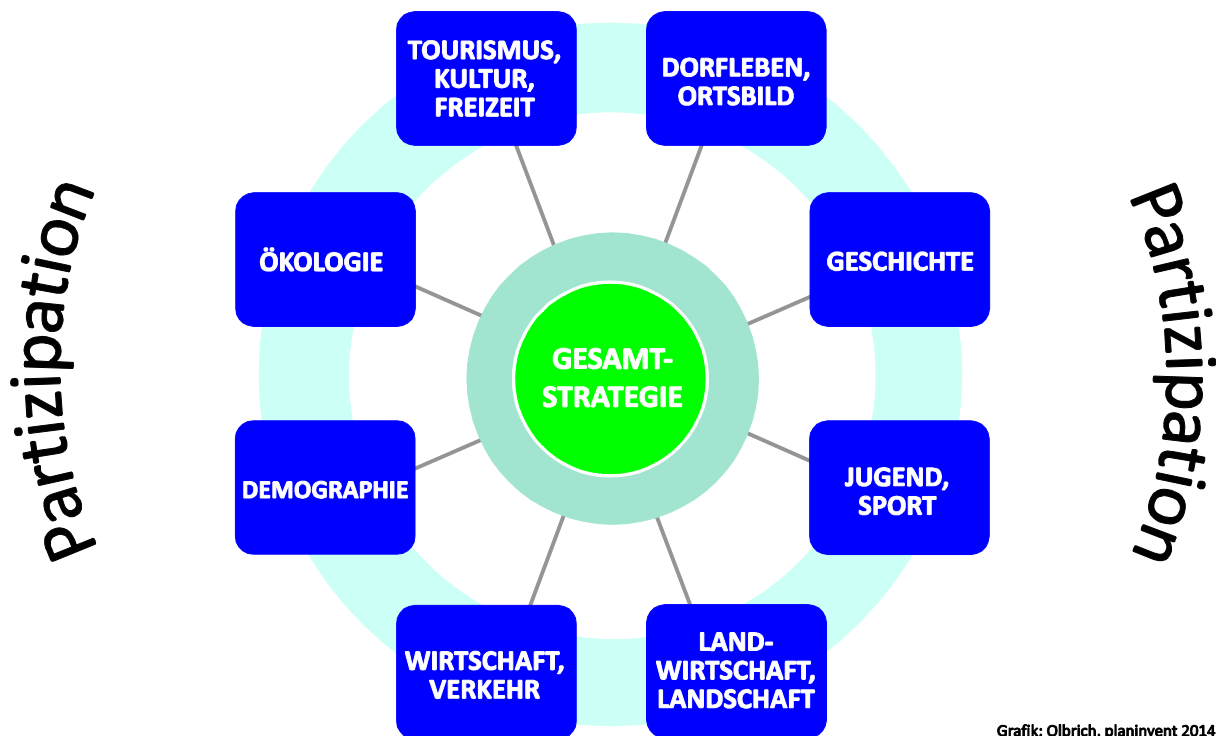 TOURISMUS,
KULTUR,
FREIZEIT
DORFLEBEN,
ORTSBILD
ÖKOLOGIE
GESCHICHTE
Partizipation
GESAMT-
STRATEGIE
Partizipation
DEMOGRAPHIE
JUGEND,
SPORT
WIRTSCHAFT,
VERKEHR
LAND-
WIRTSCHAFT,
LANDSCHAFT
Grafik: Olbrich, planinvent 2014